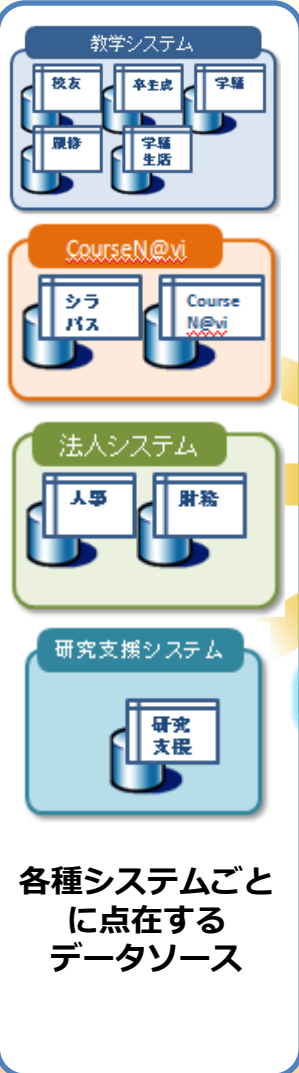 教学システム
校友
卒生成
学籍
履修
学籍
生活
CourseN@vi
シラ
バス
Course
N@vi
法人システム
人事
財務
研究支援システム
研究
支援
各種システムごと
に点在する
データソース